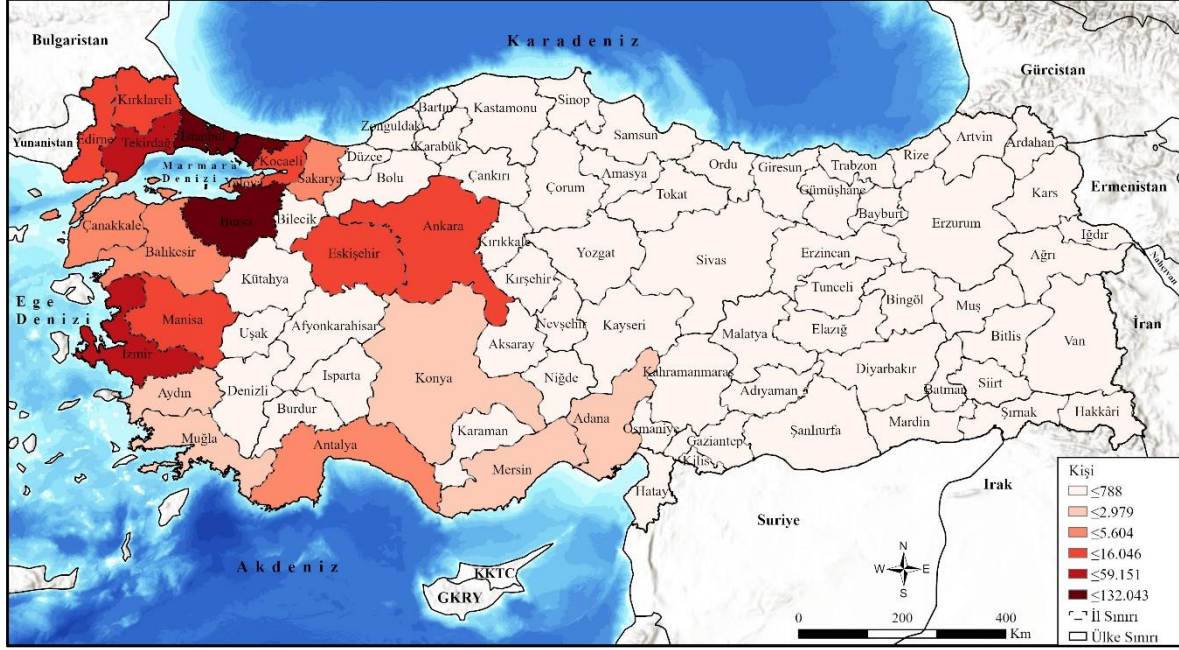 Bulgaristan
Karadeniz
Gürcistan
Kırklareli
Edirne
Tekirdağ
İstanbul
Yunanistan
Marmara
Denizi
Yalova
Kocaeli
Sakarya
Düzce
Zonguldak
Bartın
Karabük
Kastamonu
Sinop
Samsun
Bolu
Çankırı
Çorum
Amasya
Ordu
Giresun
Trabzon
Rize
Artvin
Ardahan
Tokat
Gümüşhane
Bayburt
Kars
Ermenistan
Çanakkale
Balıkesir
Bursa
Bilecik
Eskişehir
Ankara
Kırıkkale
Yozgat
Sivas
Erzincan
Erzurum
Iğdır
Ağrı
Nahcıvan
Kütahya
Kırşehir
Tunceli
Bingöl
Muş
İran
Ege
Denizi
Manisa
Uşak
Afyonkarahisar
Nevşehir
Kayseri
Malatya
Elazığ
Bitlis
Van
İzmir
Aksaray
Aydın
Denizli
Isparta
Konya
Niğde
Kahramanmaraş
Adıyaman
Diyarbakır
Batman
Siirt
Burdur
Karaman
Adana
Osmaniye
Gaziantep
Şanlıurfa
Mardin
Şırnak
Hakkâri
Muğla
Antalya
Mersin
Kilis
Hatay
Suriye
Irak
Akdeniz
KKTC
GKRY
N
W
E
S
0
200
400
Km
Kişi
≤788
≤2.979
≤5.604
≤16.046
≤59.151
≤132.043
İl Sınırı
Ülke Sınırı